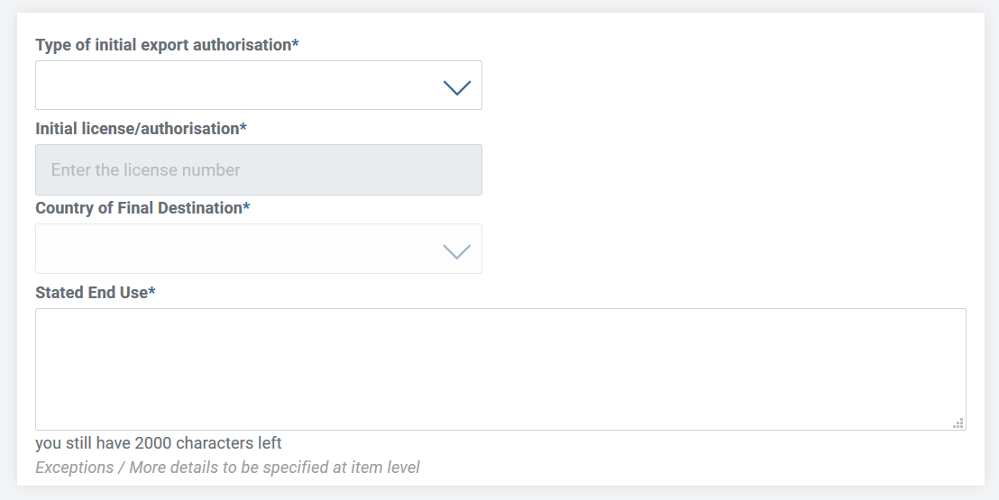 Type of initial export authorisation*
Initial license/authorisation*
Enter the license number
Country of Final Destination*
Stated End Use*
you still have 2000 characters left
Exceptions / More details to be specified at item level